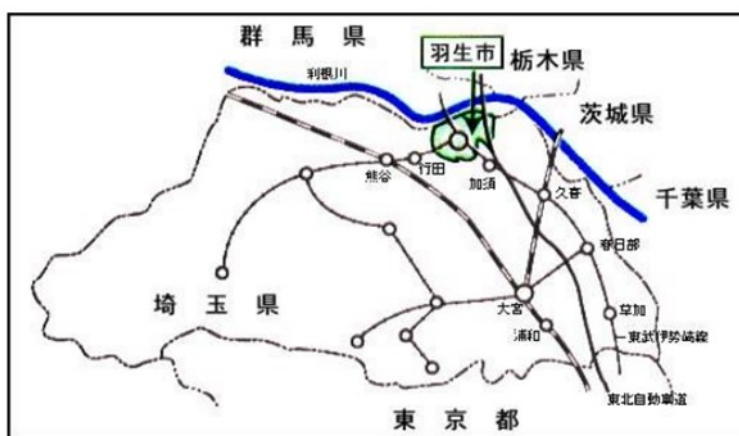 群馬県
羽生市
栃木県
利根川
茨城県
熊谷
行田
加須
久喜
千葉県
春日部
埼玉県
大宮
草加
浦和
東武伊勢崎線
東北自動車道
東京都